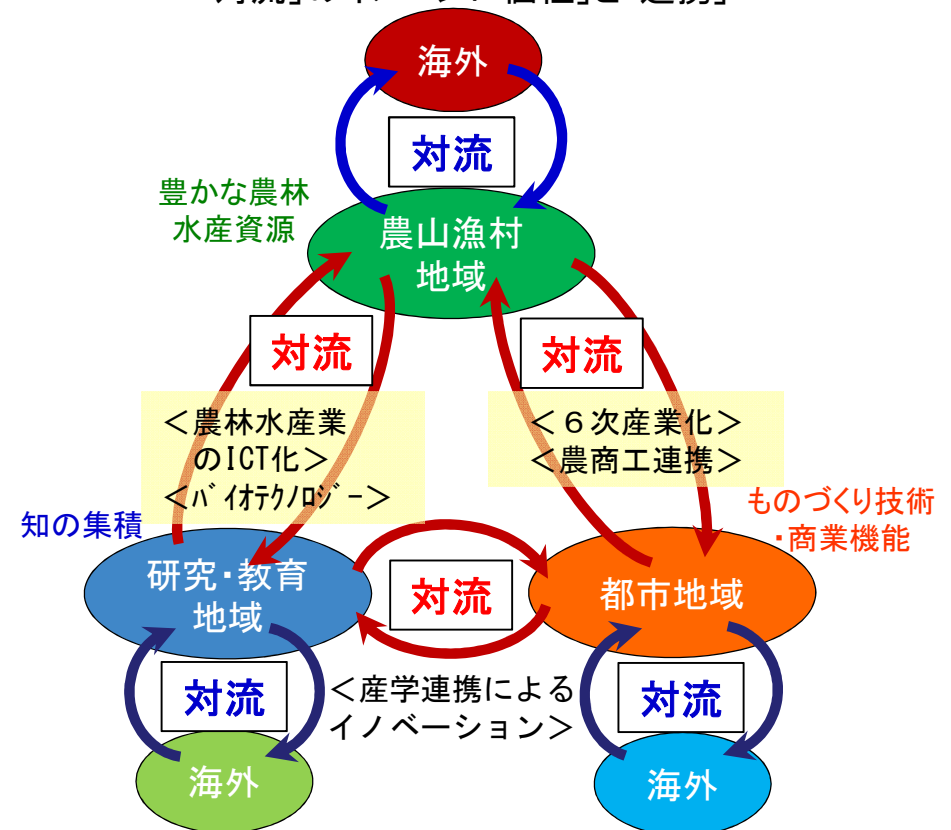 海外
対流
豊かな農林
水産資源
農山漁村
地域
対流
対流
＜農林水産業
のICT化＞
＜ﾊﾞｲｵﾃｸﾉﾛｼﾞｰ＞
＜６次産業化＞
＜農商工連携＞
ものづくり技術
・商業機能
知の集積
研究・教育
地域
対流
都市地域
対流
＜産学連携による
イノベーション＞
対流
海外
海外